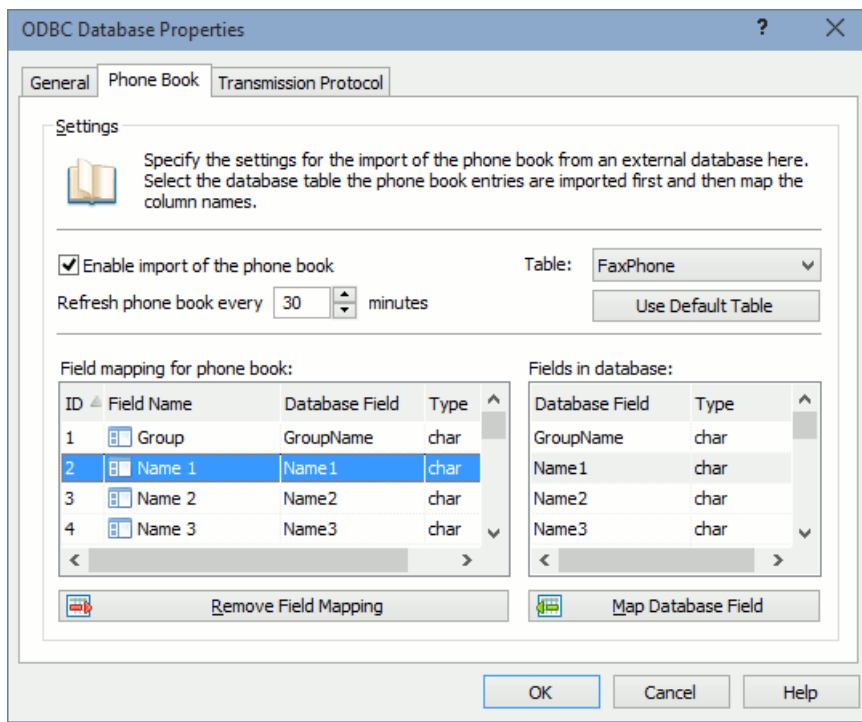 ODBC Database Properties ?
General Phone Book Transmission Protocol
Settings
Specify the settings for the import of the phone book from an external database here.
Select the database table the phone book entries are imported first and then map the
column names.
Enable import of the phone book Table: FaxPhone
Refresh phone book every 30 minutes Use Default Table
Field mapping for phone book: Fields in database:
ID Field Name Database Field Type Database Field Type
1 Group GroupName char GroupName char
2 Name 1 Name1 char Name1 char
3 Name 2 Name2 char Name2 char
4 Name 3 Name3 char Name3 char
Remove Field Mapping Map Database Field
OK Cancel Help